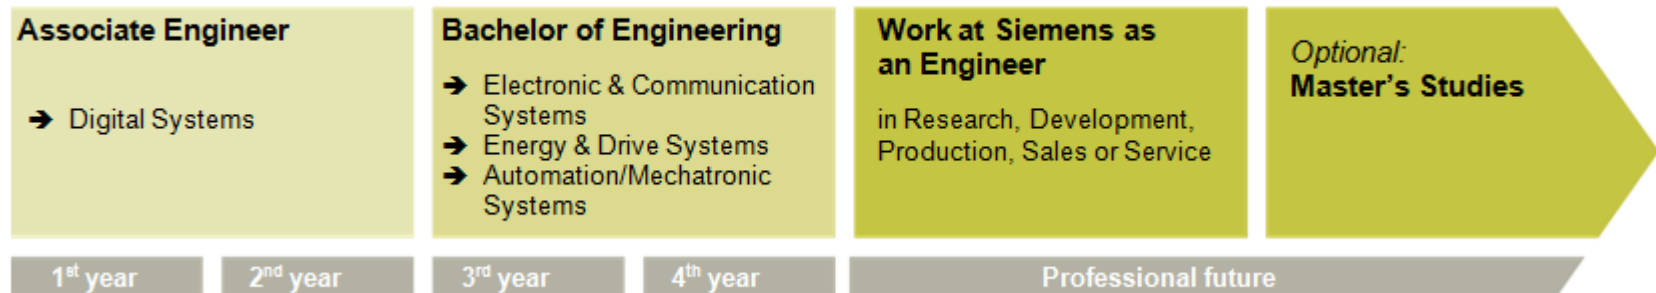 Associate Engineer
➔ Digital Systems
Bachelor of Engineering
➔ Electronic & Communication
Systems
➔ Energy & Drive Systems
➔ Automation/Mechatronic
Systems
Work at Siemens as
an Engineer
in Research, Development,
Production, Sales or Service
Optional:
Master's Studies
1st year
2nd year
3rd year
4th year
Professional future